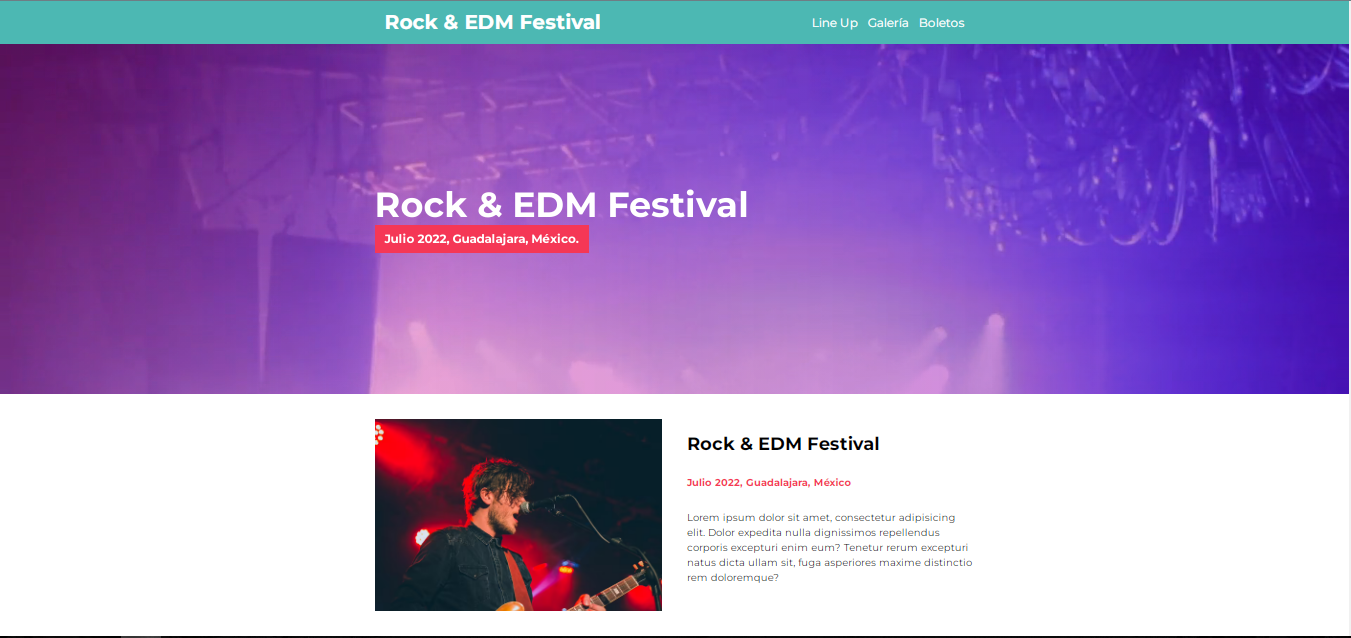 Rock & EDM Festival
Line Up Galería Boletos
Rock & EDM Festival
Julio 2022, Guadalajara, México.
Rock & EDM Festival
Julio 2022, Guadalajara, México
Lorem ipsum dolor sit amet, consectetur adipisicing
elit. Dolor expedita nulla dignissimos repellendus
corporis excepturi enim eum? Tenetur rerum excepturi
natus dicta ullam sit, fuga asperiores maxime distinctio
rem doloremque?